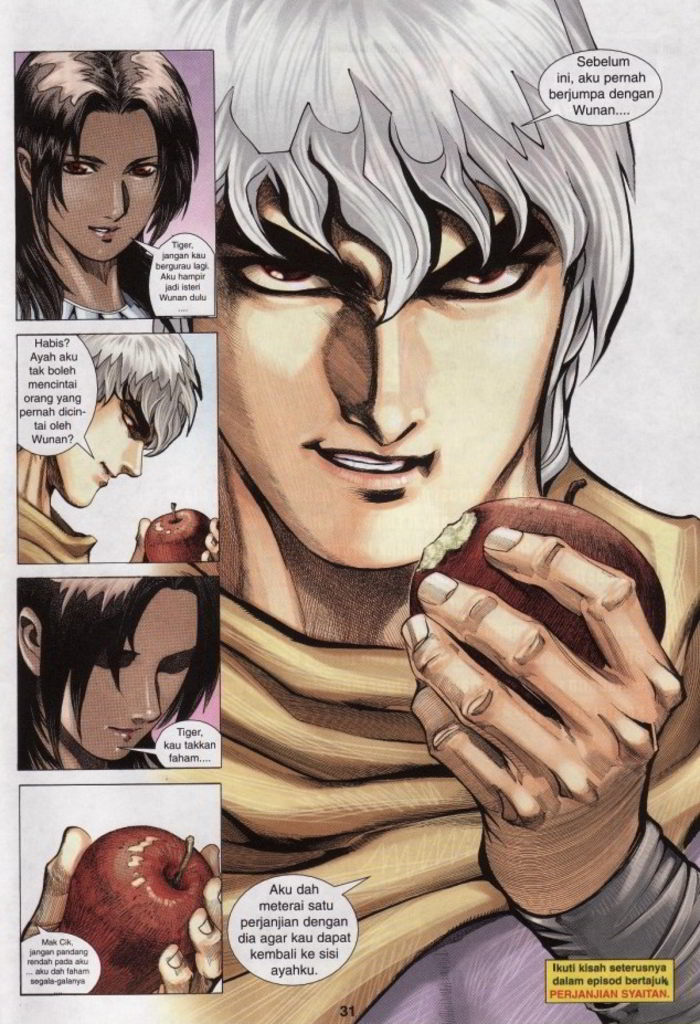 Tiger,
jangan kau
bergurau lagi.
Aku hampir
jadi isteri
Wunan dulu
....
Habis?
Ayah aku
tak boleh
mencintai
orang yang
pernah dicin-
tai oleh
Wunan?
Tiger,
kau takkan
faham....
Mak Cik,
jangan pandang
rendah pada aku
... aku dah faham
segala-galanya
Sebelum
ini, aku pernah
berjumpa dengan
Wunan....
Aku dah
meterai satu
perjanjian dengan
dia agar kau dapat
kembali ke sisi
ayahku.
Ikuti kisah seterusnya
dalam episod bertajuk
PERJANJIAN SYAITAN.
31